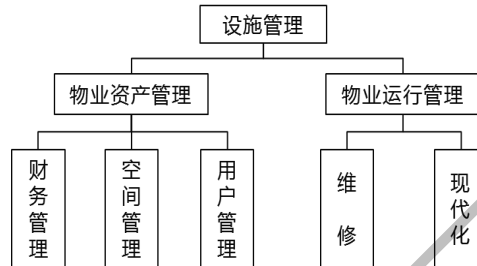 设施管理
物业资产管理
物业运行管理
财务管理
空间管理
用户管理
维修
现代化